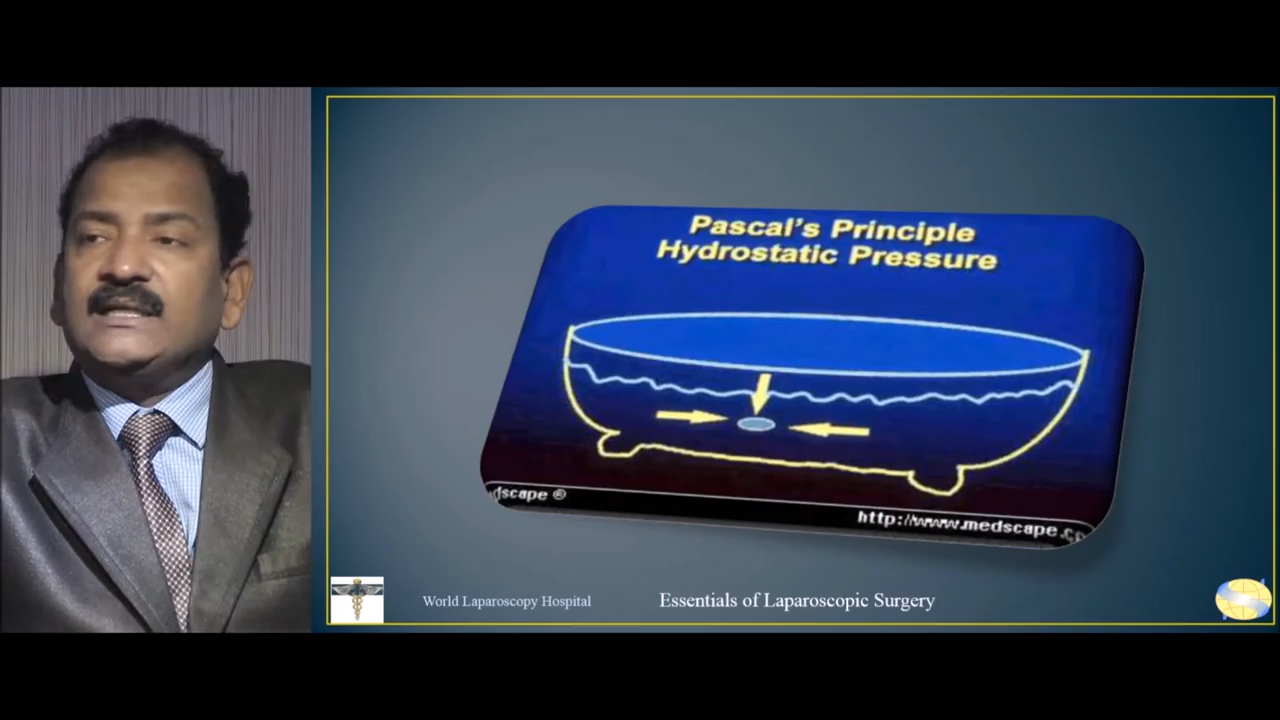 Pascal's Principle
Hydrostatic Pressure
dscape ®
http://www.medscape.co
World Laparoscopy Hospital
Essentials of Laparoscopic Surgery